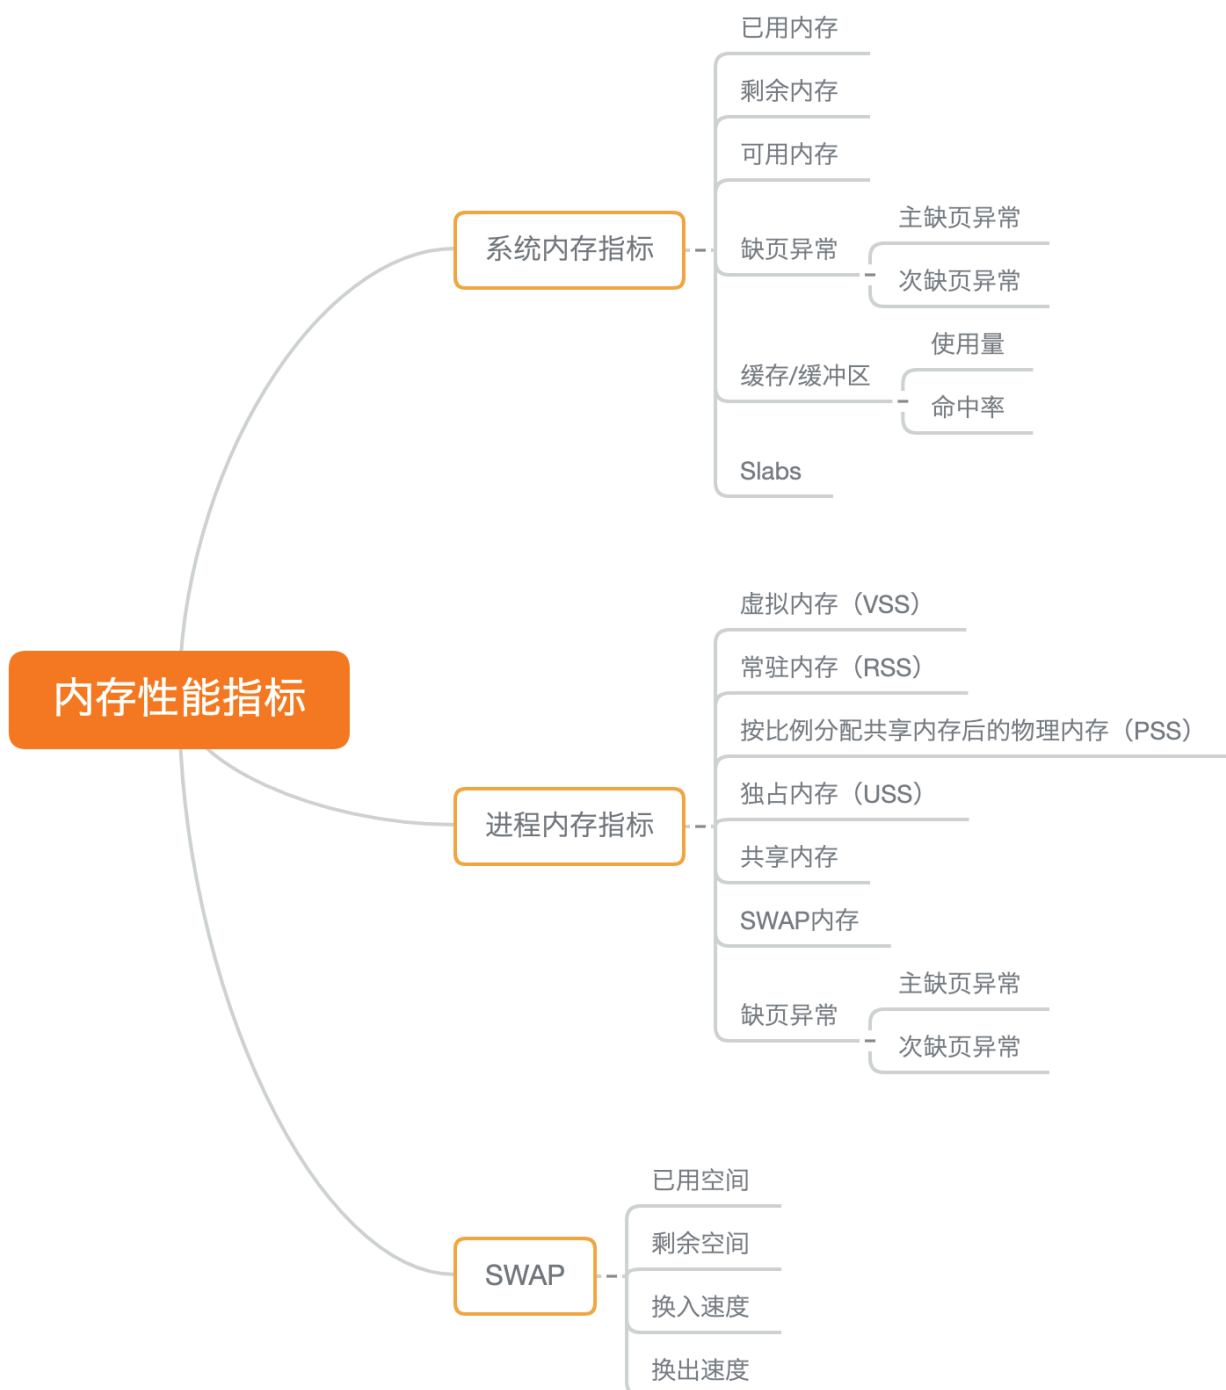 内存性能指标
系统内存指标
已用内存
剩余内存
可用内存
缺页异常
主缺页异常
次缺页异常
缓存/缓冲区
使用量
命中率
Slabs
进程内存指标
虚拟内存（VSS）
常驻内存（RSS）
按比例分配共享内存后的物理内存（PSS）
独占内存（USS）
共享内存
SWAP内存
缺页异常
主缺页异常
次缺页异常
SWAP
已用空间
剩余空间
换入速度
换出速度